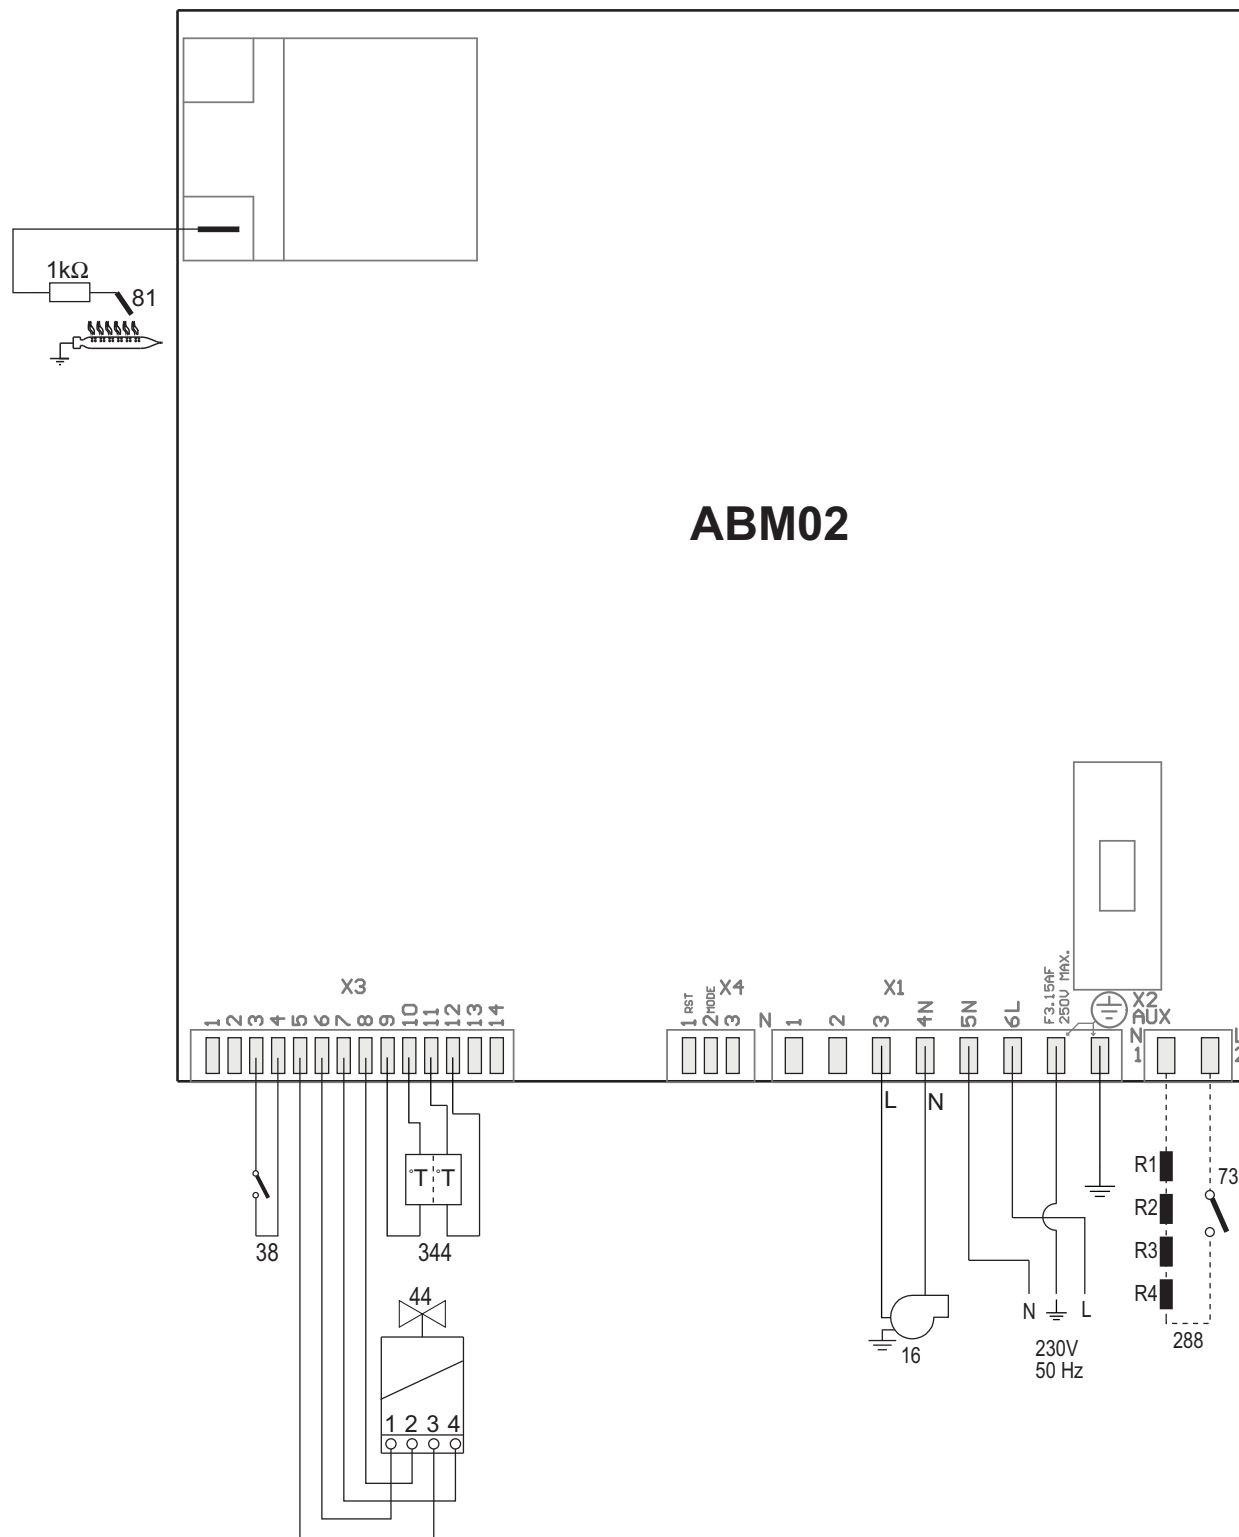 1kΩ
81
ABM02
X3
1 2 3 4 5 6 7 8 9 10 11 12 13 14
X4
1 RST
2 MODE
3
N
X1
1 2 3 4N 5N 6L
F3.15AF
250V MAX.
X2
AUX
N
1
L
2
L
N
38
°T °T
344
44
1 2 3 4
16
N
L
230V
50 Hz
R1
R2
R3
R4
73
288